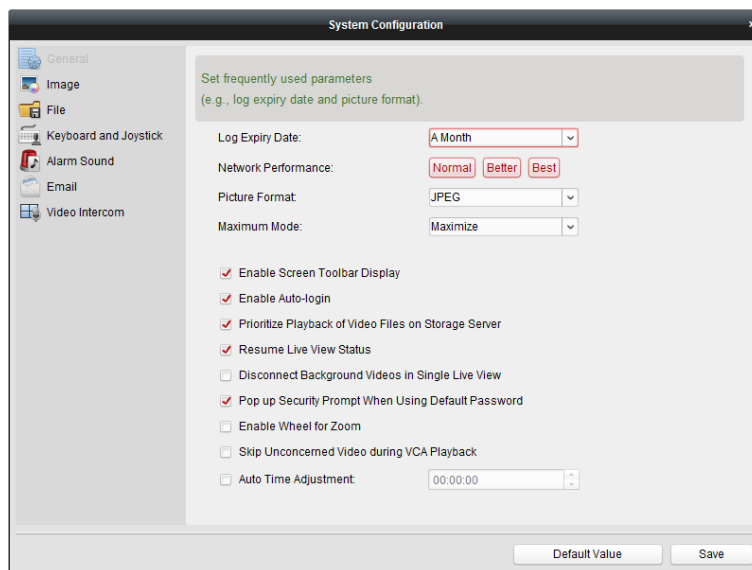 System Configuration
General
Image
File
Keyboard and Joystick
Alarm Sound
Email
Video Intercom
Set frequently used parameters
(e.g., log expiry date and picture format).
Log Expiry Date: A Month
Network Performance: Normal Better Best
Picture Format: JPEG
Maximum Mode: Maximize
Enable Screen Toolbar Display
Enable Auto-login
Prioritize Playback of Video Files on Storage Server
Resume Live View Status
Disconnect Background Videos in Single Live View
Pop up Security Prompt When Using Default Password
Enable Wheel for Zoom
Skip Unconcerned Video during VCA Playback
Auto Time Adjustment: 00:00:00
Default Value Save